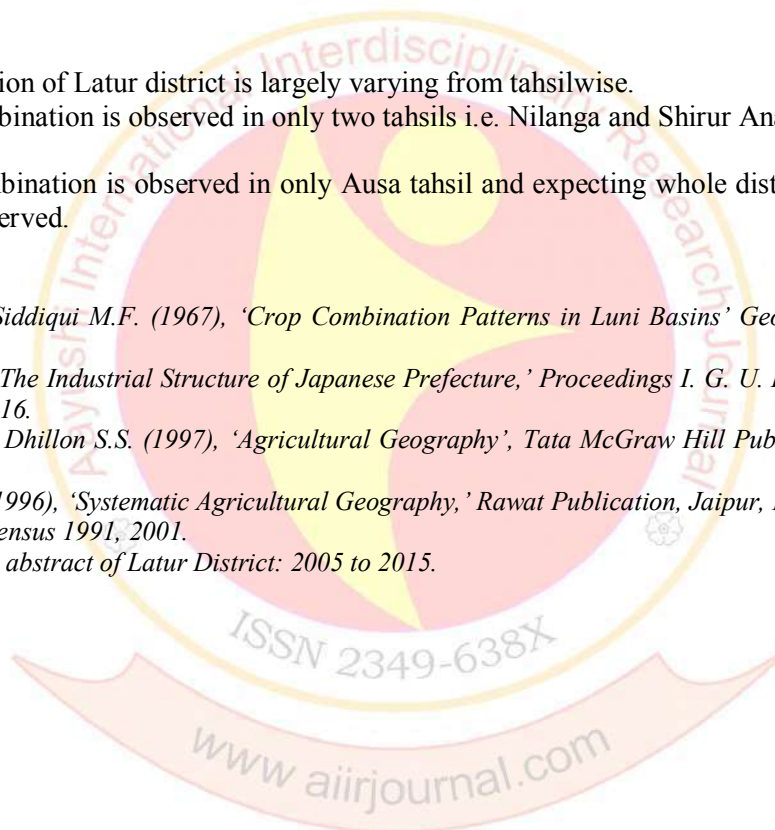 ion of Latur district is largely varying from tahsilwise.
bination is observed in only two tahsils i.e. Nilanga and Shirur An
bination is observed in only Ausa tahsil and expecting whole dist
erved.
Siddiqui M.F. (1967), ‘Crop Combination Patterns in Luni Basins’ Geo
The Industrial Structure of Japanese Prefecture,’ Proceedings I. G. U.
16.
Dhillon S.S. (1997), ‘Agricultural Geography’, Tata McGraw Hill Pub
1996), ‘Systematic Agricultural Geography,’ Rawat Publication, Jaipur,
ensus 1991, 2001.
abstract of Latur District: 2005 to 2015.
Aayushi International Interdisciplinary Research Journal
ISSN 2349-638X
www.aiirjournal.com